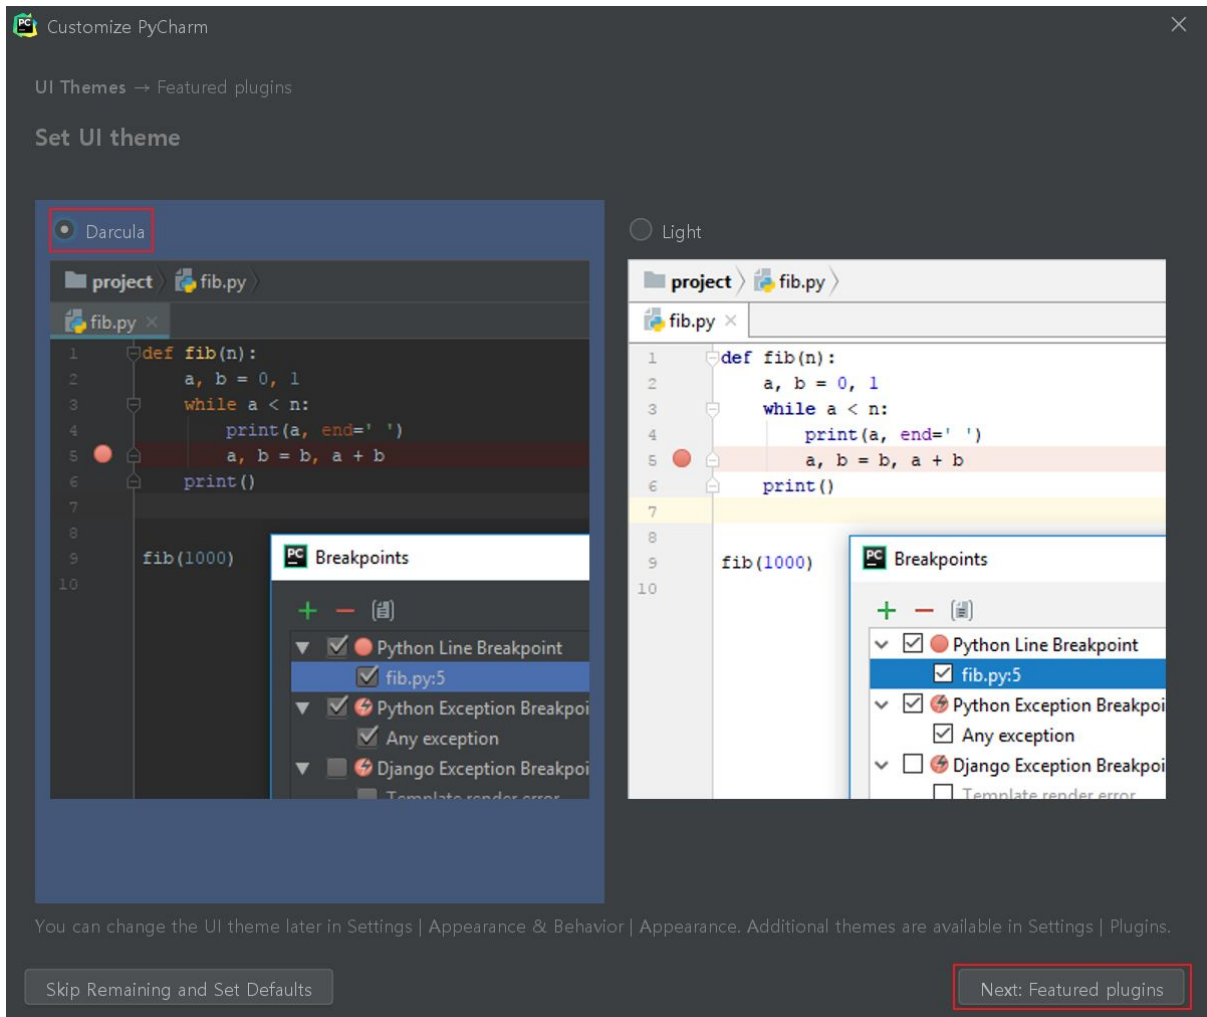 Customize PyCharm
UI Themes → Featured plugins
Set UI theme
Darcula
project fib.py
fib.py
1 def fib(n):
2 a, b = 0, 1
3 while a < n:
4 print(a, end=' ')
5 a, b = b, a + b
6 print()
7
8
9 fib(1000)
10
PC Breakpoints
Python Line Breakpoint
fib.py:5
Python Exception Breakpoi
Any exception
Django Exception Breakpoi
Template render error
Light
project fib.py
fib.py
1 def fib(n):
2 a, b = 0, 1
3 while a < n:
4 print(a, end=' ')
5 a, b = b, a + b
6 print()
7
8
9 fib(1000)
10
PC Breakpoints
Python Line Breakpoint
fib.py:5
Python Exception Breakpoi
Any exception
Django Exception Breakpoi
Template render error
You can change the UI theme later in Settings | Appearance & Behavior | Appearance. Additional themes are available in Settings | Plugins.
Skip Remaining and Set Defaults
Next: Featured plugins